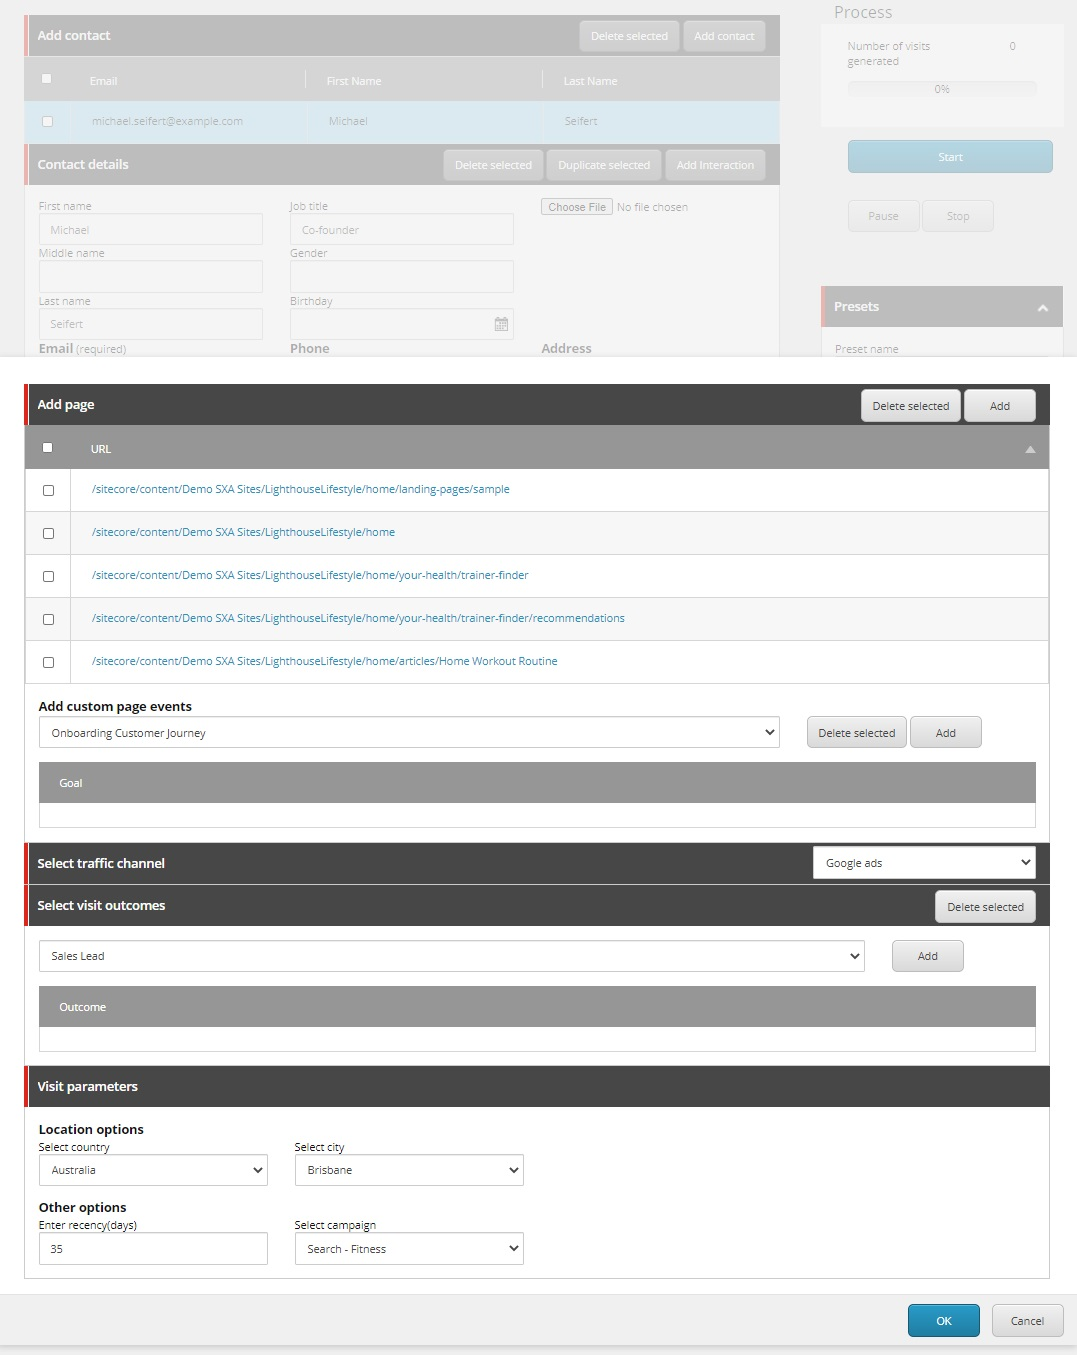 Process
Add contact
Delete selected
Add contact
Number of visits generated
0
0%
Email
First Name
Last Name
michael.seifert@example.com
Michael
Seifert
Start
Contact details
Delete selected
Duplicate selected
Add Interaction
First name
Job title
Choose File No file chosen
Michael
Co-founder
Pause
Stop
Middle name
Gender
Last name
Birthday
Seifert
Presets
Email (required)
Phone
Address
Preset name
Add page
Delete selected
Add
URL
/sitecore/content/Demo SXA Sites/LighthouseLifestyle/home/landing-pages/sample
/sitecore/content/Demo SXA Sites/LighthouseLifestyle/home
/sitecore/content/Demo SXA Sites/LighthouseLifestyle/home/your-health/trainer-finder
/sitecore/content/Demo SXA Sites/LighthouseLifestyle/home/your-health/trainer-finder/recommendations
/sitecore/content/Demo SXA Sites/LighthouseLifestyle/home/articles/Home Workout Routine
Add custom page events
Onboarding Customer Journey
Delete selected
Add
Goal
Select traffic channel
Google ads
Select visit outcomes
Delete selected
Sales Lead
Add
Outcome
Visit parameters
Location options
Select country
Select city
Australia
Brisbane
Other options
Enter recency(days)
Select campaign
35
Search - Fitness
OK
Cancel